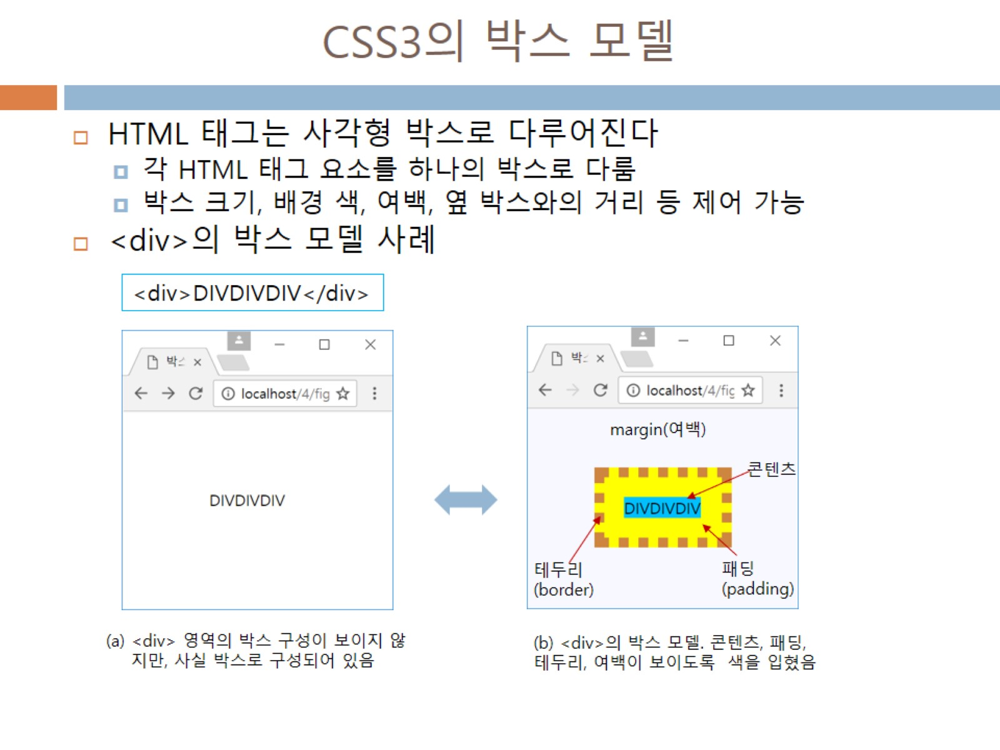 CSS3의 박스 모델
HTML 태그는 사각형 박스로 다루어진다
각 HTML 태그 요소를 하나의 박스로 다룸
박스 크기, 배경 색, 여백, 옆 박스와의 거리 등 제어 가능
<div>의 박스 모델 사례
<div>DIVDIVDIV</div>
박스
localhost/4/fig
DIVDIVDIV
(a) <div> 영역의 박스 구성이 보이지 않
지만, 사실 박스로 구성되어 있음
박스
localhost/4/fig
margin(여백)
콘텐츠
DIVDIVDIV
테두리
(border)
패딩
(padding)
(b) <div>의 박스 모델. 콘텐츠, 패딩,
테두리, 여백이 보이도록 색을 입혔음